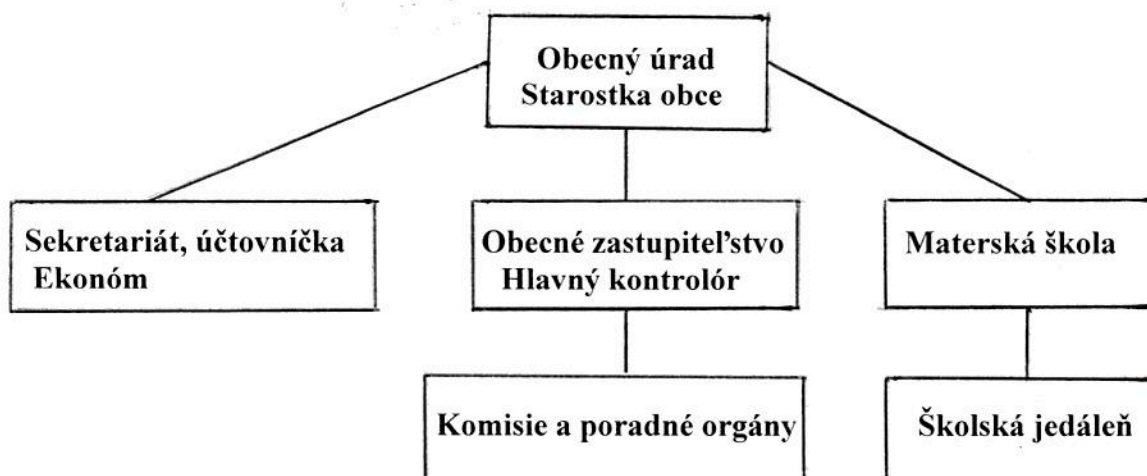 Obecný úrad
Starostka obce
Sekretariát, účtovníčka
Ekonóm
Obecné zastupiteľstvo
Hlavný kontrolór
Materská škola
Komisie a poradné orgány
Školská jedáleň